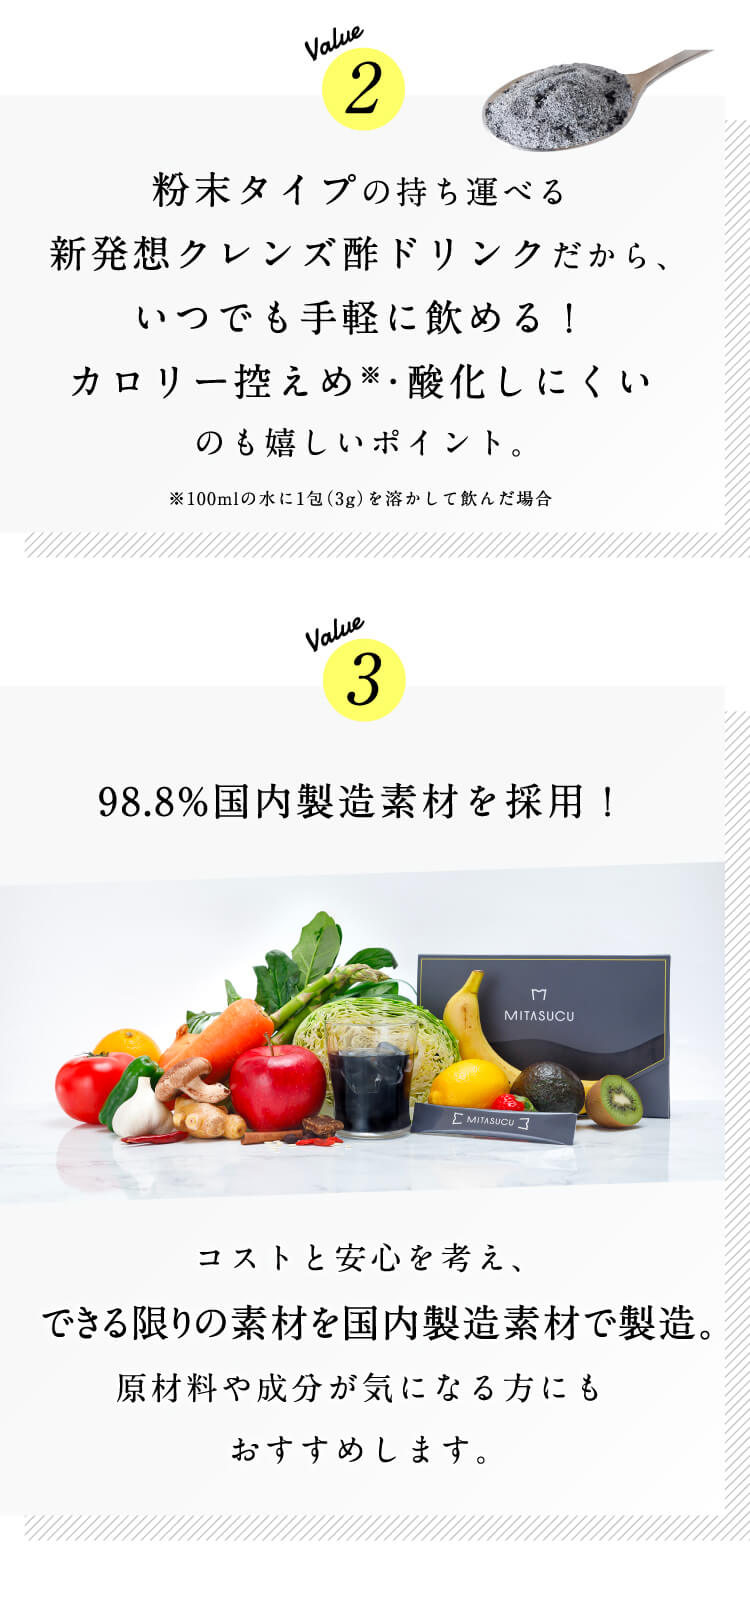 Value
2
粉末タイプの持ち運べる
新発想クレンズ酢ドリンクだから、
いつでも手軽に飲める！
カロリー控えめ※・酸化しにくい
のも嬉しいポイント。
※100mlの水に1包(3g)を溶かして飲んだ場合
Value
3
98.8%国内製造素材を採用！
MITASUCU
MITASUCU
コストと安心を考え、
できる限りの素材を国内製造素材で製造。
原材料や成分が気になる方にも
おすすめします。